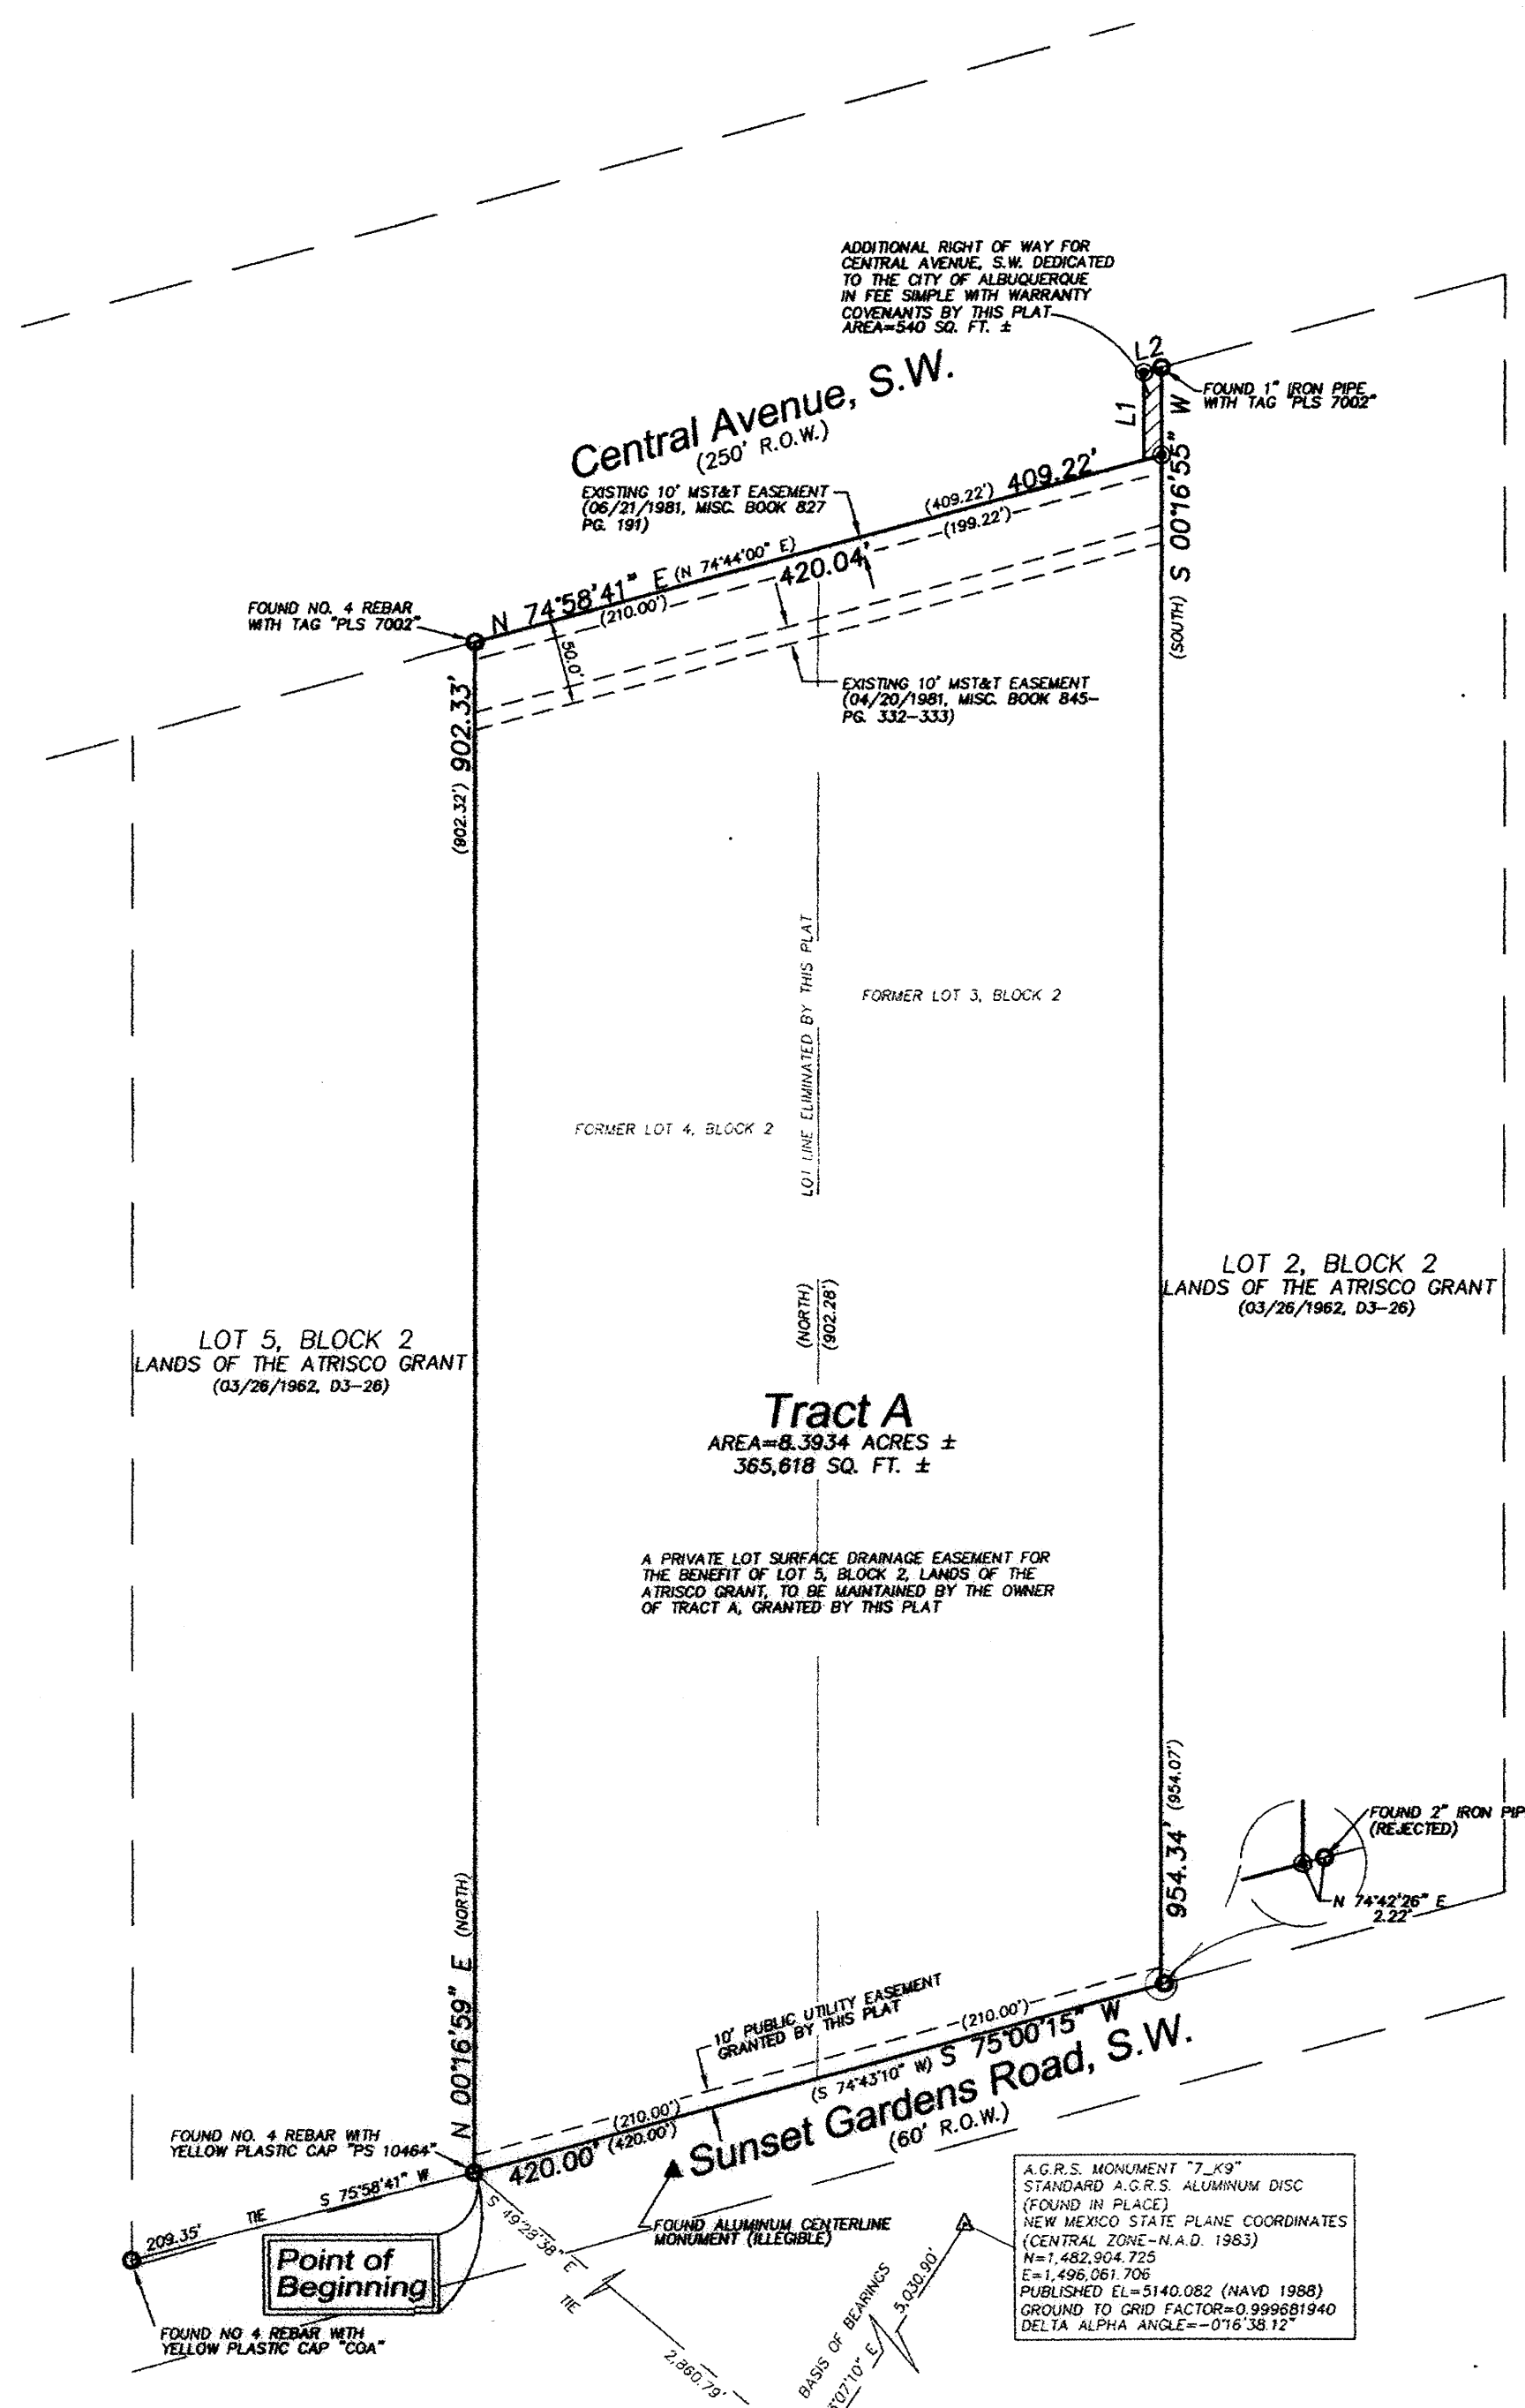 ADDITIONAL RIGHT OF WAY FOR
CENTRAL AVENUE, S.W. DEDICATED
TO THE CITY OF ALBUQUERQUE
IN FEE SIMPLE WITH WARRANTY
COVENANTS BY THIS PLAT
AREA=540 SQ. FT. ±
L2
L1
FOUND 1" IRON PIPE
WITH TAG "PLS 7002"
Central Avenue, S.W.
(250' R.O.W.)
EXISTING 10' MST&T EASEMENT
(06/21/1981, MISC. BOOK 827
PG. 191)
(409.22') 409.22'
(199.22')
N 74°58'41" E (N 74°44'00" E)
420.04'
(210.00')
50.0'
FOUND NO. 4 REBAR
WITH TAG "PLS 7002"
EXISTING 10' MST&T EASEMENT
(04/20/1981, MISC. BOOK 845-
PG. 332-333)
(SOUTH) S 00°16'55" W
(902.32') 902.33'
LOT LINE ELIMINATED BY THIS PLAT
FORMER LOT 3, BLOCK 2
FORMER LOT 4, BLOCK 2
(NORTH)
(902.28')
LOT 2, BLOCK 2
LANDS OF THE ATRISCO GRANT
(03/26/1962, D3-26)
LOT 5, BLOCK 2
LANDS OF THE ATRISCO GRANT
(03/26/1962, D3-26)
Tract A
AREA=8.3934 ACRES ±
365,618 SQ. FT. ±
A PRIVATE LOT SURFACE DRAINAGE EASEMENT FOR
THE BENEFIT OF LOT 5, BLOCK 2, LANDS OF THE
ATRISCO GRANT, TO BE MAINTAINED BY THE OWNER
OF TRACT A, GRANTED BY THIS PLAT
954.34' (954.07')
FOUND 2" IRON PIP
(REJECTED)
N 74°42'26" E
2.22'
N 00°16'59" E (NORTH)
10' PUBLIC UTILITY EASEMENT
GRANTED BY THIS PLAT
(210.00')
(S 74°43'10" W) S 75°00'15" W
(210.00')
420.00' (420.00')
Sunset Gardens Road, S.W.
(60' R.O.W.)
FOUND NO. 4 REBAR WITH
YELLOW PLASTIC CAP "PS 10464"
S 75°58'41" W
209.35' TIE
Point of
Beginning
FOUND NO 4 REBAR WITH
YELLOW PLASTIC CAP "COA"
S 49°28'38" E
TIE
2,860.79'
FOUND ALUMINUM CENTERLINE
MONUMENT (ILLEGIBLE)
BASIS OF BEARINGS
5,030.90'
07'10" E
A.G.R.S. MONUMENT "7_K9"
STANDARD A.G.R.S. ALUMINUM DISC
(FOUND IN PLACE)
NEW MEXICO STATE PLANE COORDINATES
(CENTRAL ZONE-N.A.D. 1983)
N=1,482,904.725
E=1,496,061.706
PUBLISHED EL=5140.082 (NAVD 1988)
GROUND TO GRID FACTOR=0.999681940
DELTA ALPHA ANGLE=-0°16'38.12"